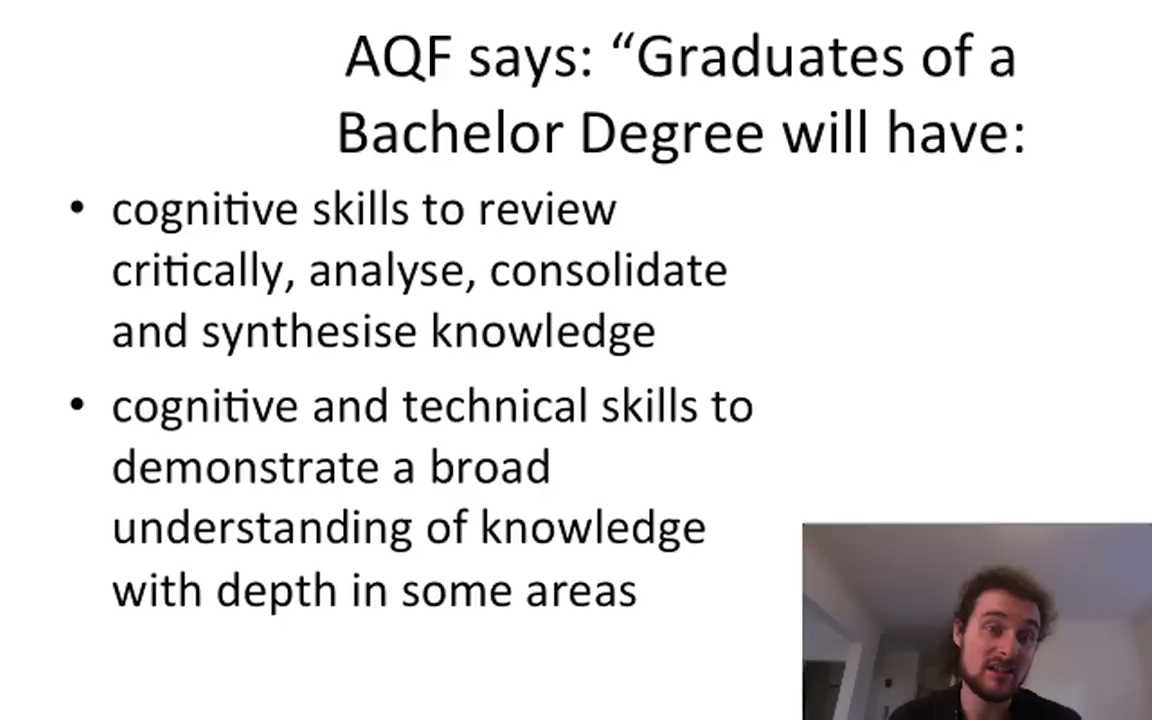 AQF says: “Graduates of a
Bachelor Degree will have:
• cognitive skills to review
critically, analyse, consolidate
and synthesise knowledge
• cognitive and technical skills to
demonstrate a broad
understanding of knowledge
with depth in some areas